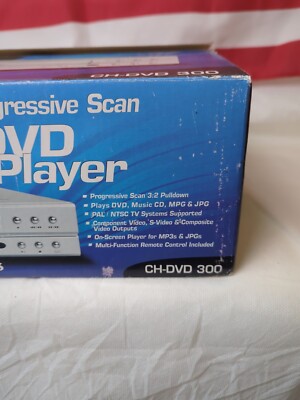 CH-DVD 300
gressive Scan
DVD
Player
Progressive Scan 3:2 Pulldown
Plays DVD, Music CD, MPG & JPG
PAL / NTSC TV Systems Supported
Component Video, S-Video & Composite
Video Outputs
On-Screen Player for MP3s & JPGs
Multi-Function Remote Control Included
CH-DVD 300